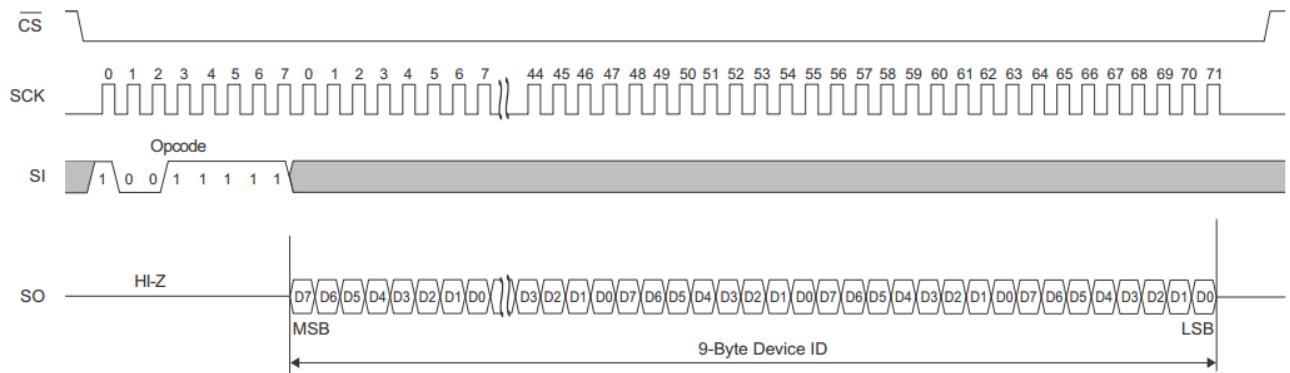 CS
0 1 2 3 4 5 6 7 0 1 2 3 4 5 6 7 44 45 46 47 48 49 50 51 52 53 54 55 56 57 58 59 60 61 62 63 64 65 66 67 68 69 70 71
SCK
Opcode
SI 1 0 0 1 1 1 1 1
HI-Z
SO D7 D6 D5 D4 D3 D2 D1 D0 D3 D2 D1 D0 D7 D6 D5 D4 D3 D2 D1 D0 D7 D6 D5 D4 D3 D2 D1 D0 D7 D6 D5 D4 D3 D2 D1 D0
MSB LSB
9-Byte Device ID